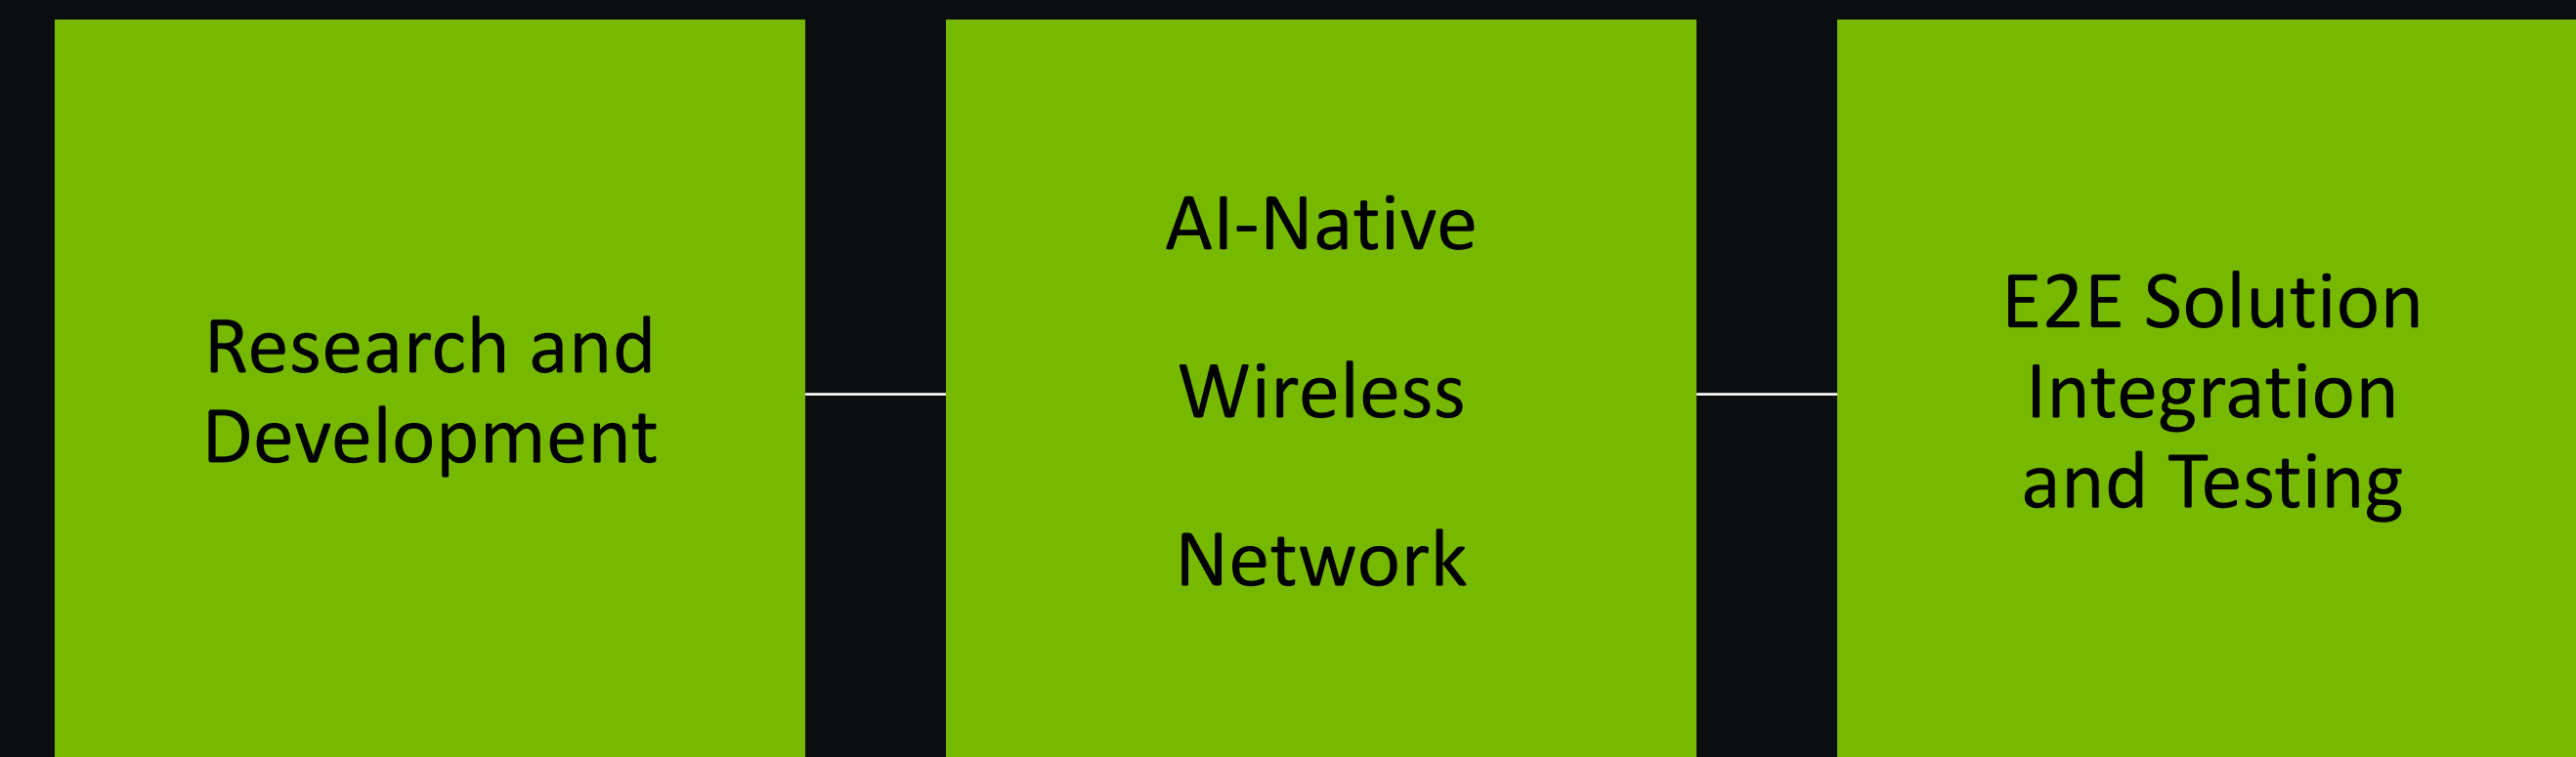 Research and
Development
AI-Native
Wireless
Network
E2E Solution
Integration
and Testing